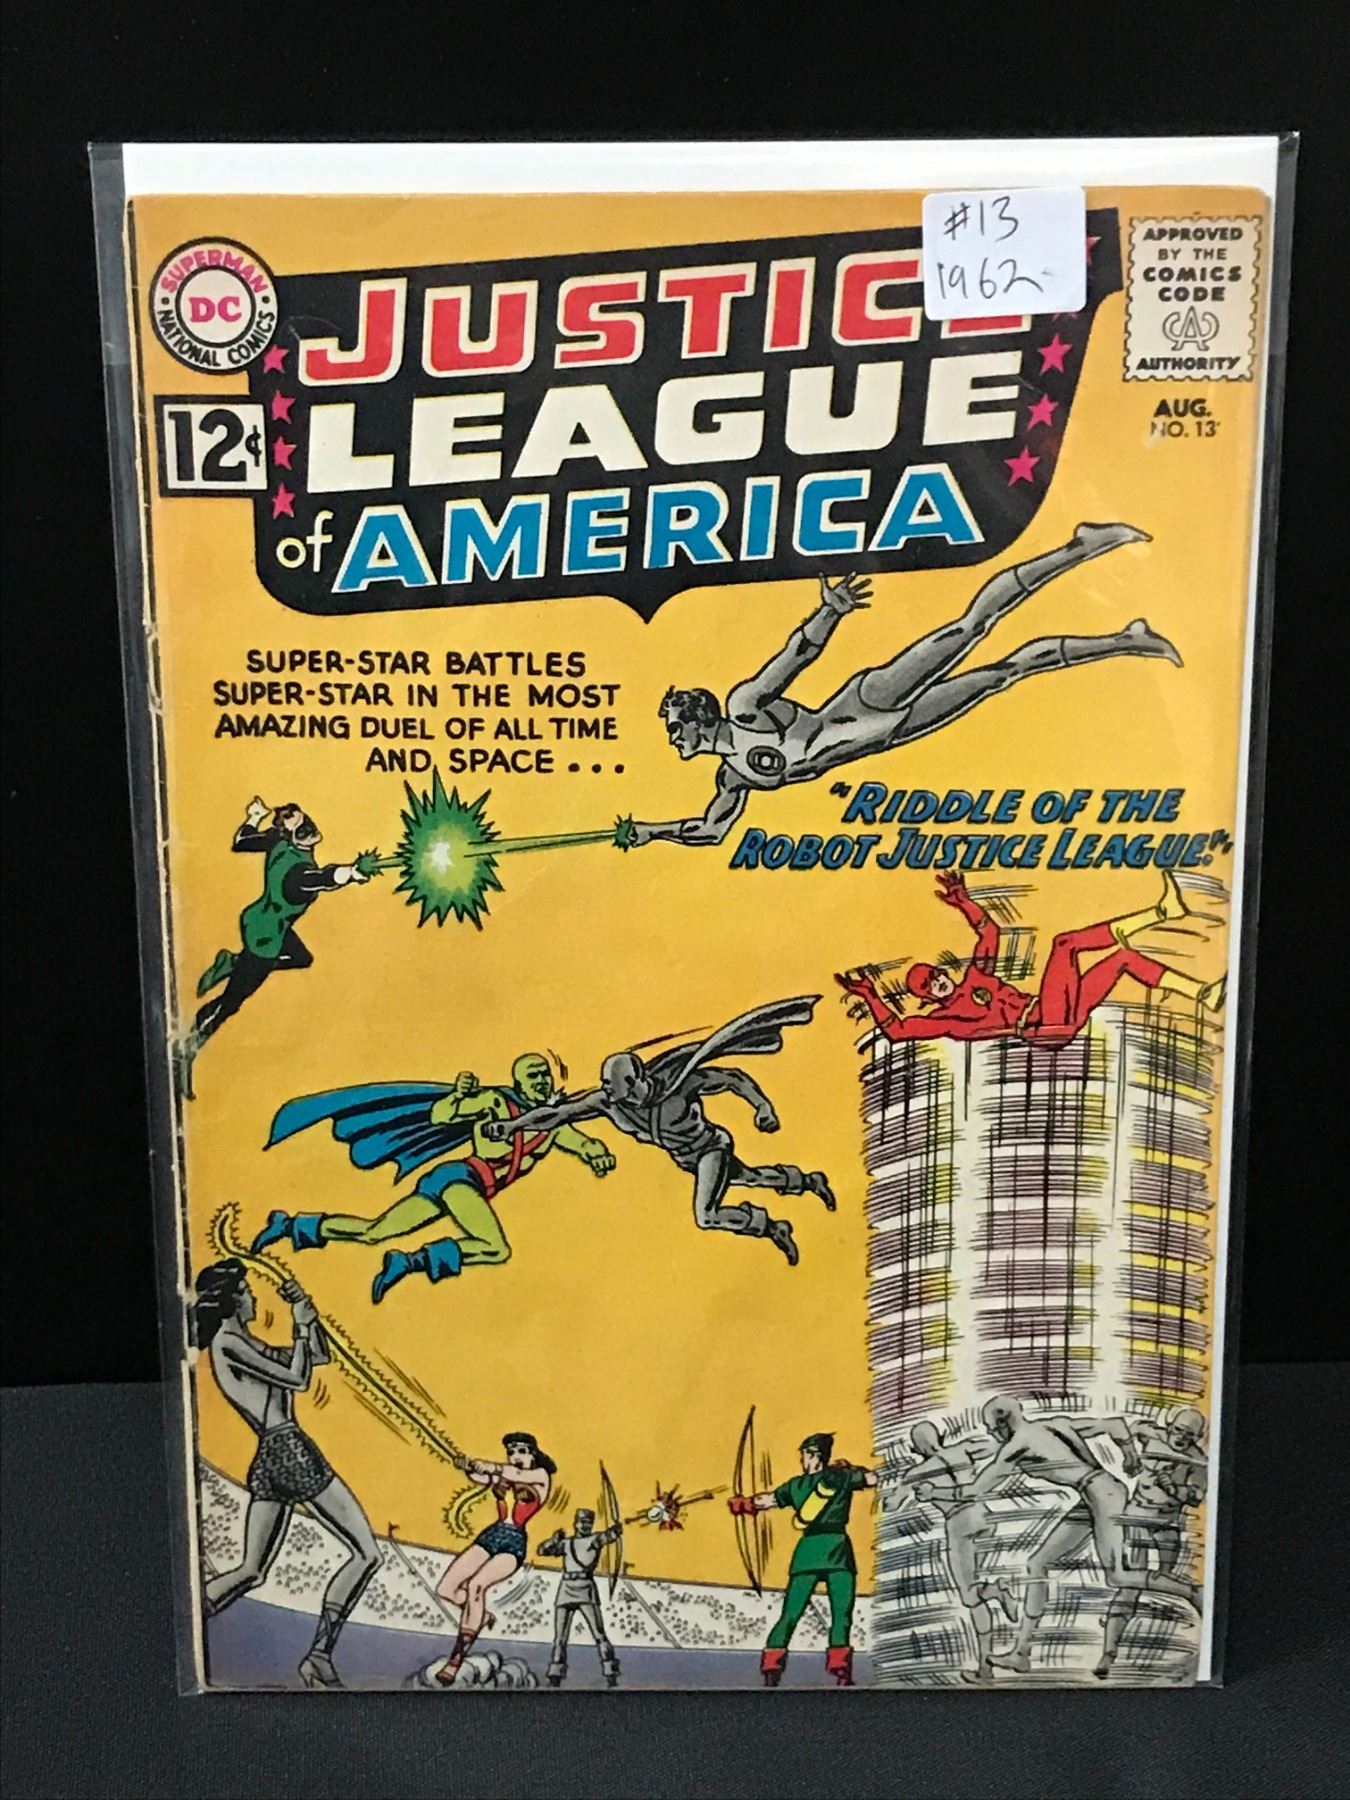 #13
1962
SUPERMAN
DC
NATIONAL COMICS
12¢
JUSTICE
LEAGUE
of AMERICA
APPROVED
BY THE
COMICS
CODE
CA
AUTHORITY
AUG.
NO. 13
SUPER-STAR BATTLES
SUPER-STAR IN THE MOST
AMAZING DUEL OF ALL TIME
AND SPACE...
"RIDDLE OF THE
ROBOT JUSTICE LEAGUE!"